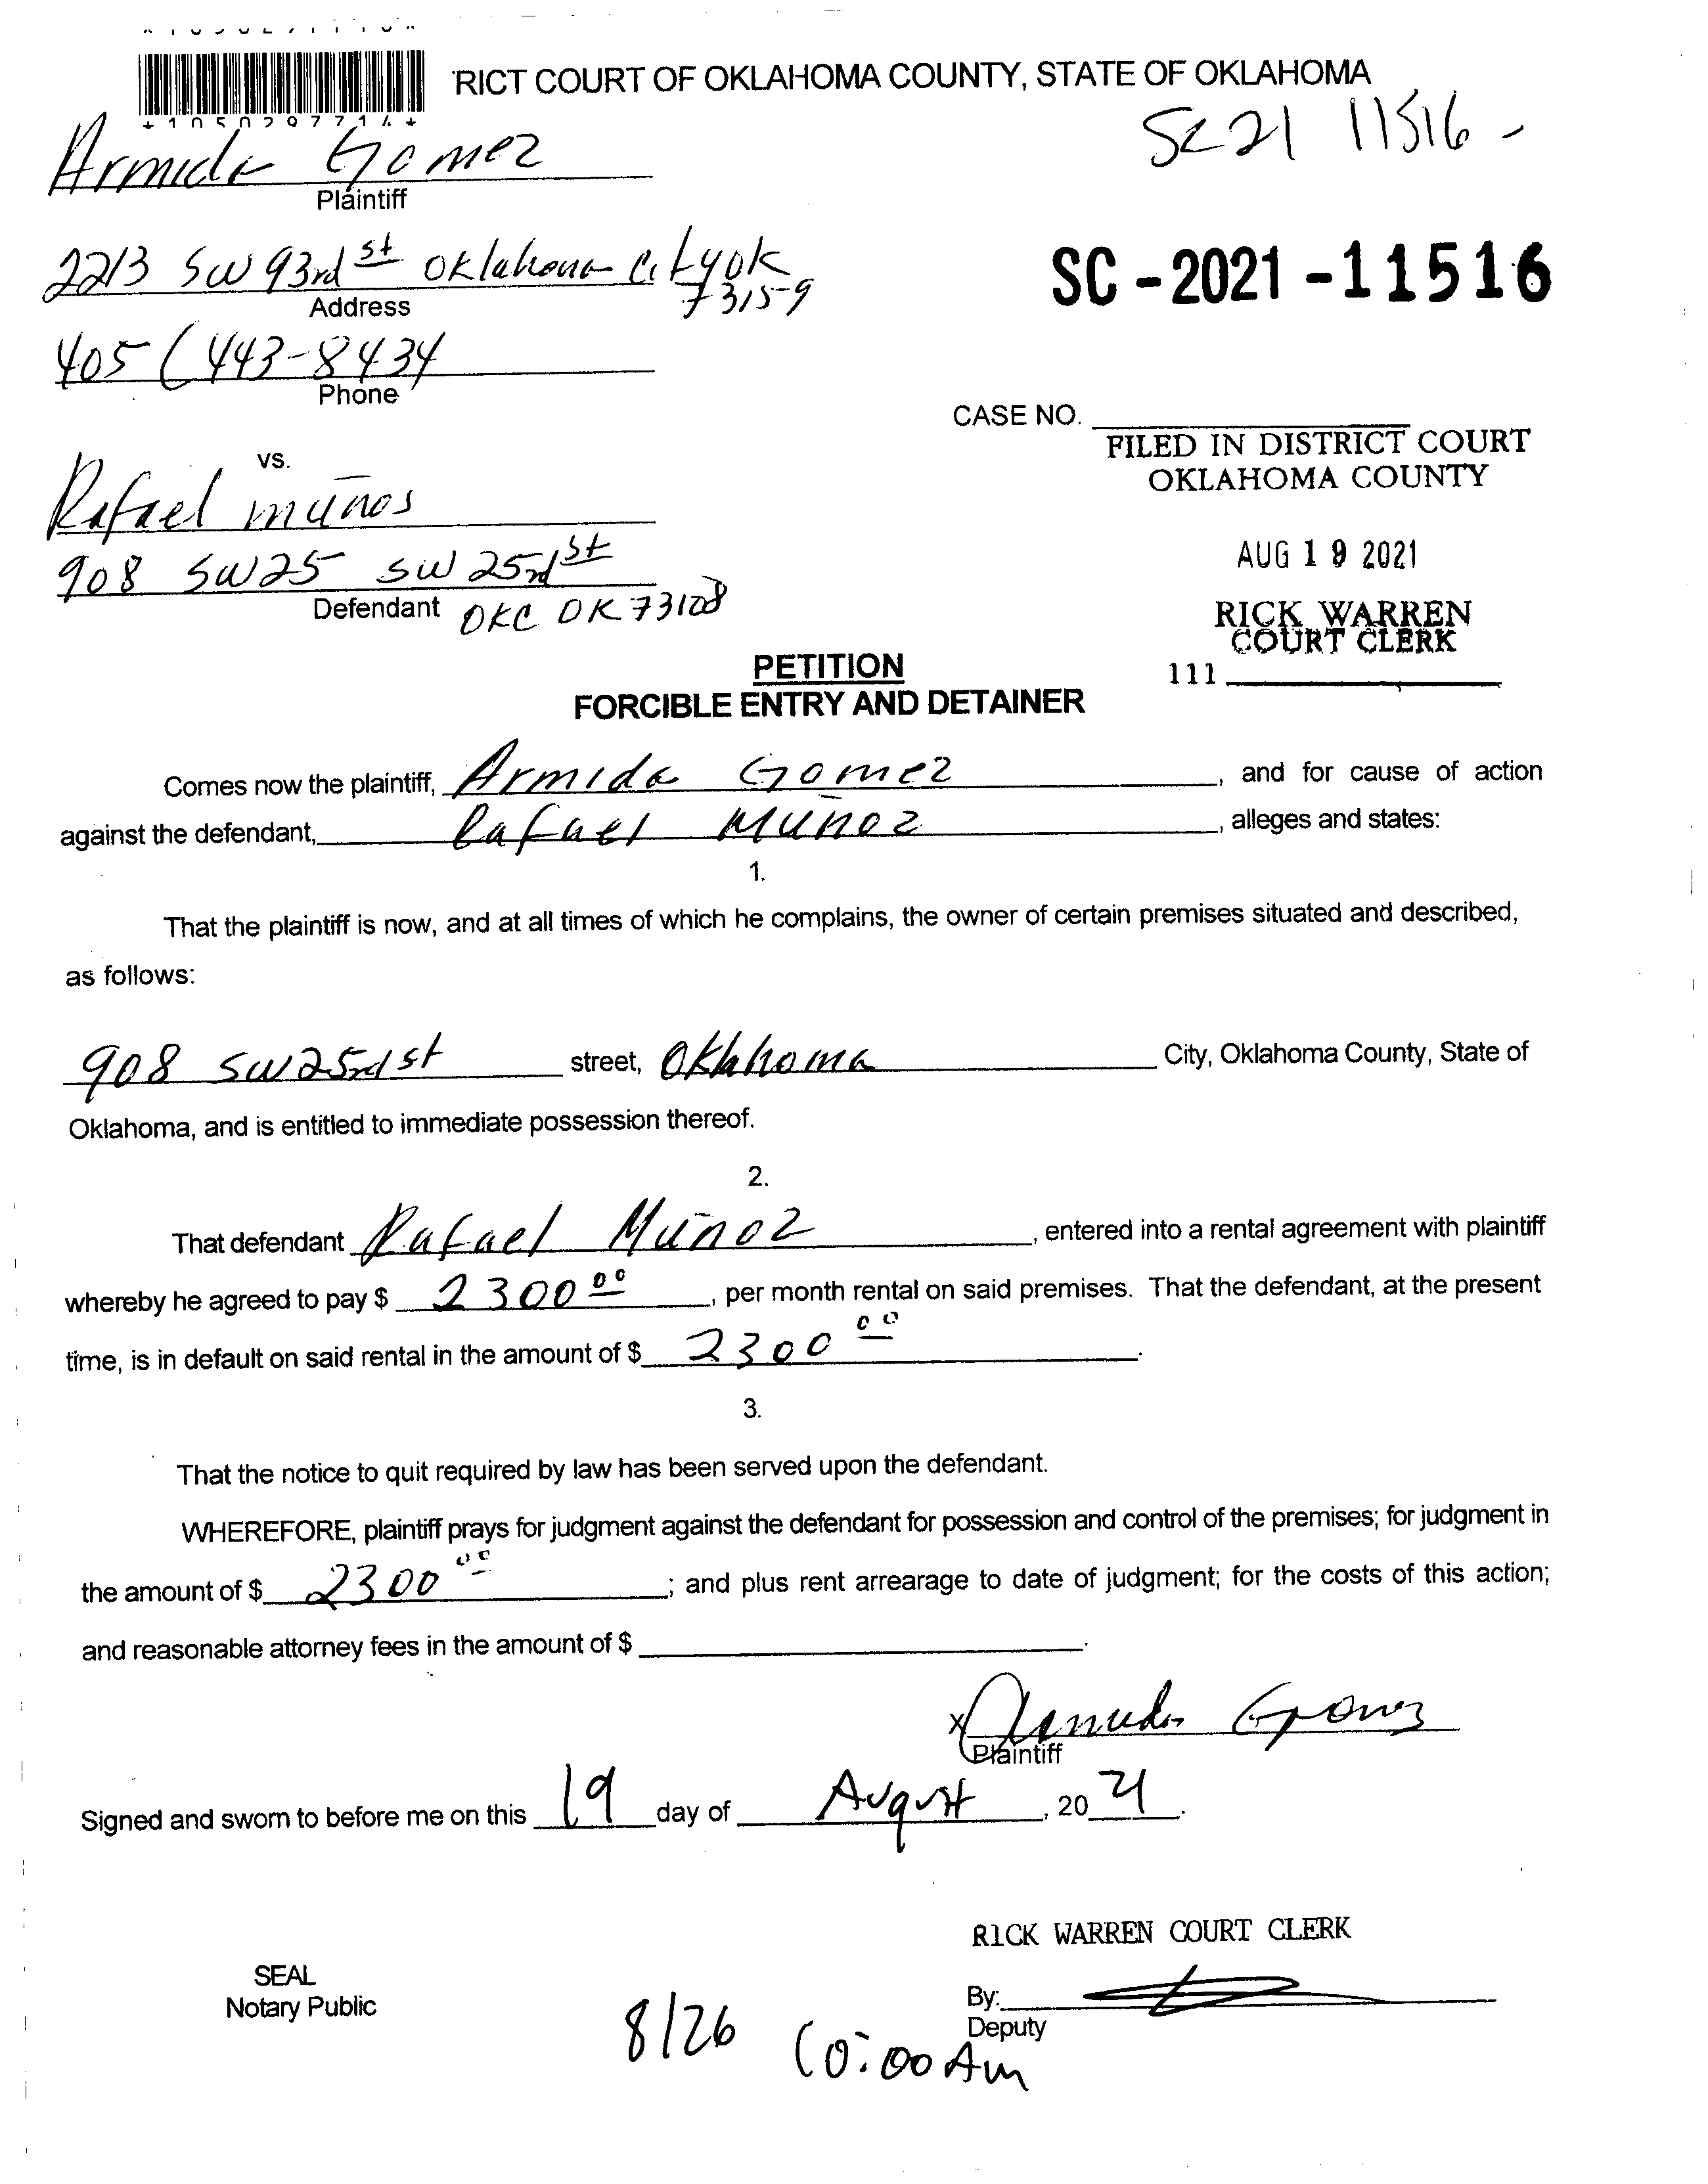 RICT COURT OF OKLAHOMA COUNTY, STATE OF OKLAHOMA
SC 21 11516 -
Armida Gomez
Plaintiff
2213 SW 93rd st Oklahoma City ok
73159
Address
SC - 2021 - 11516
405 ( 443-8434
Phone
CASE NO.
FILED IN DISTRICT COURT
OKLAHOMA COUNTY
vs.
Rafael muños
908 SW25 SW 25rd st
Defendant OKC OK 73108
AUG 19 2021
RICK WARREN
COURT CLERK
111
PETITION
FORCIBLE ENTRY AND DETAINER
Comes now the plaintiff, Armida Gomez, and for cause of action
against the defendant, Rafael Muñoz, alleges and states:
1.
That the plaintiff is now, and at all times of which he complains, the owner of certain premises situated and described,
as follows:
908 SW25rd st street, Oklahoma City, Oklahoma County, State of
Oklahoma, and is entitled to immediate possession thereof.
2.
That defendant Rafael Muñoz, entered into a rental agreement with plaintiff
whereby he agreed to pay $ 2300 00, per month rental on said premises. That the defendant, at the present
time, is in default on said rental in the amount of $ 2300 00.
3.
That the notice to quit required by law has been served upon the defendant.
WHEREFORE, plaintiff prays for judgment against the defendant for possession and control of the premises; for judgment in
the amount of $ 2300 00; and plus rent arrearage to date of judgment; for the costs of this action;
and reasonable attorney fees in the amount of $ .
x Armida Gomez
Plaintiff
Signed and sworn to before me on this 19 day of August, 20 21.
RICK WARREN COURT CLERK
SEAL
Notary Public
By:
Deputy
8/26 10:00 Am